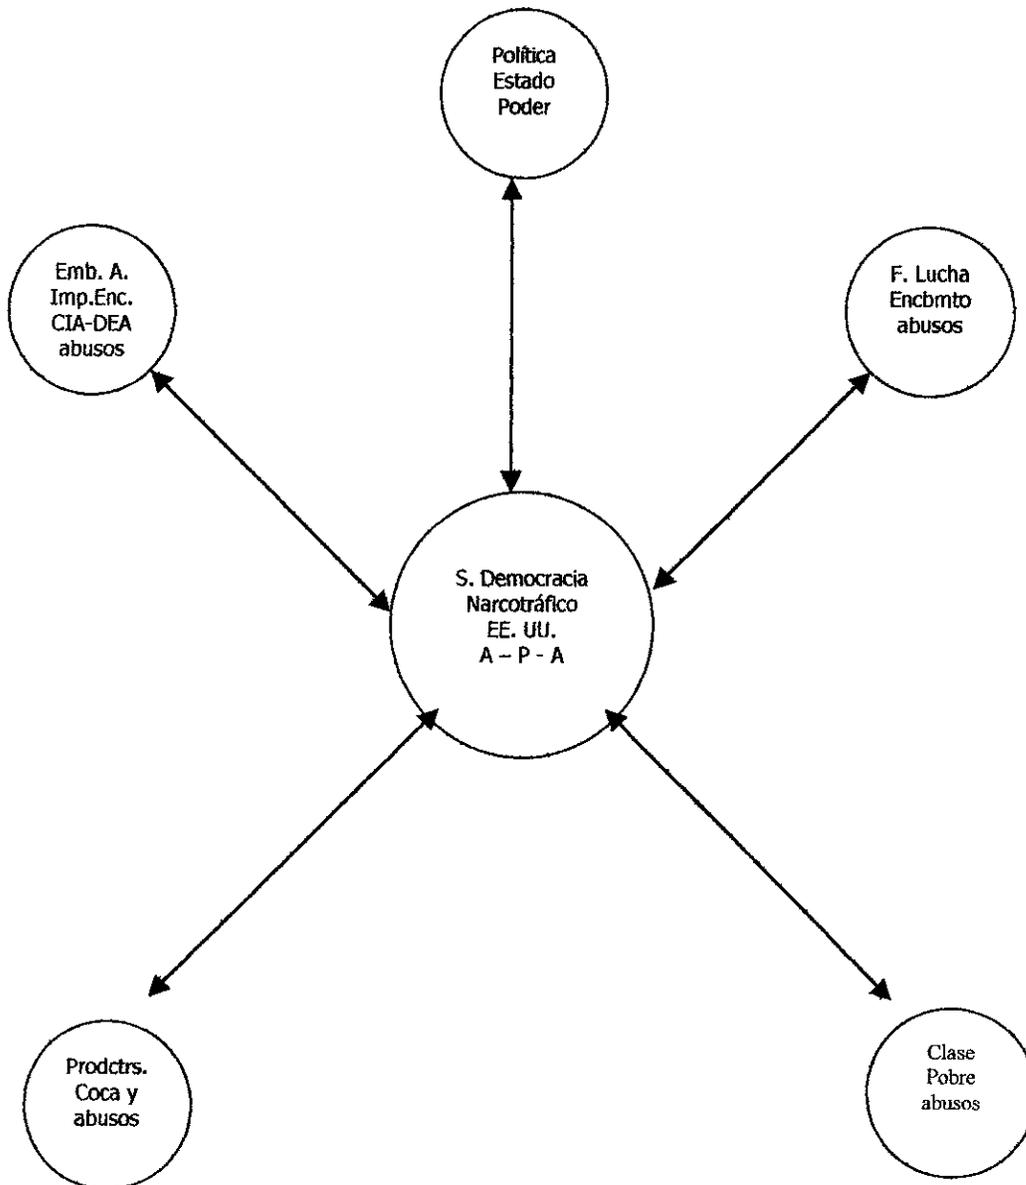 Política
Estado
Poder
Emb. A.
Imp.Enc.
CIA-DEA
abusos
F. Lucha
Encbmto
abusos
S. Democracia
Narcotráfico
EE. UU.
A – P - A
Prodctrs.
Coca y
abusos
Clase
Pobre
abusos